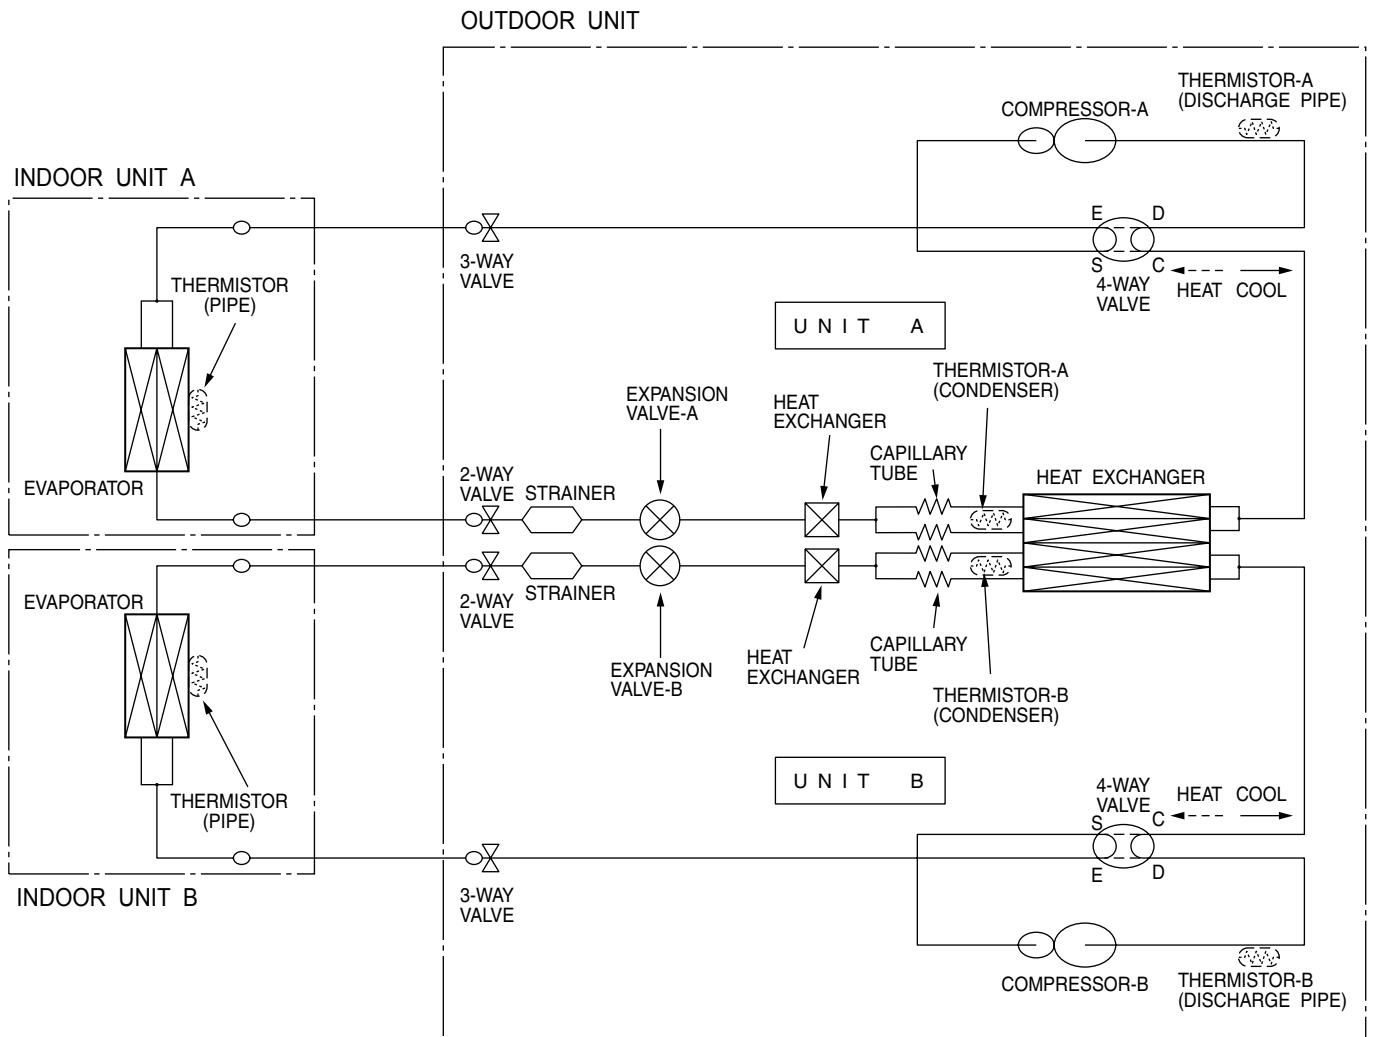 OUTDOOR UNIT
THERMISTOR-A
(DISCHARGE PIPE)
COMPRESSOR-A
INDOOR UNIT A
E
D
S
C
3-WAY
VALVE
4-WAY
VALVE
HEAT COOL
THERMISTOR
(PIPE)
UNIT A
THERMISTOR-A
(CONDENSER)
EXPANSION
VALVE-A
HEAT
EXCHANGER
CAPILLARY
TUBE
HEAT EXCHANGER
2-WAY
VALVE
STRAINER
EVAPORATOR
EVAPORATOR
2-WAY
VALVE
STRAINER
EXPANSION
VALVE-B
HEAT
EXCHANGER
CAPILLARY
TUBE
THERMISTOR-B
(CONDENSER)
UNIT B
THERMISTOR
(PIPE)
4-WAY
VALVE
HEAT COOL
S
C
E
D
INDOOR UNIT B
3-WAY
VALVE
COMPRESSOR-B
THERMISTOR-B
(DISCHARGE PIPE)